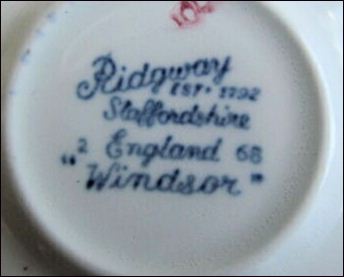 Ridgway
EST. 1792
Staffordshire
2 England 68
"Windsor"